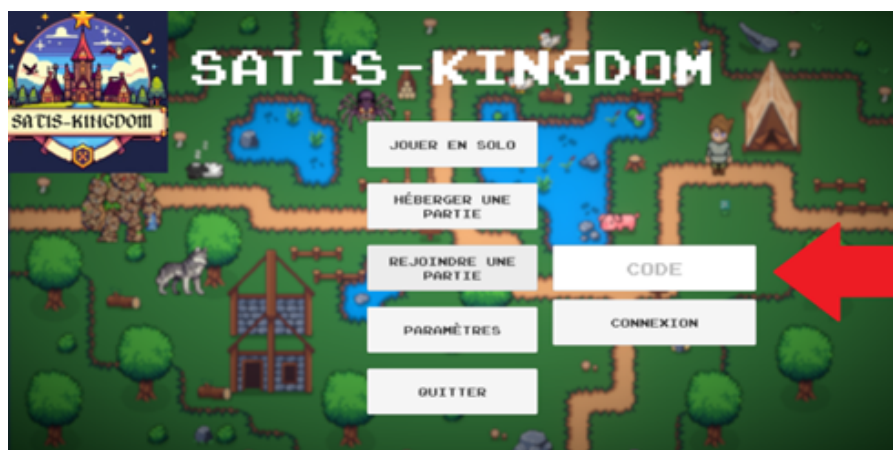 SATIS-KINGDOM
SATIS-KINGDOM
JOUER EN SOLO
HÉBERGER UNE
PARTIE
REJOINDRE UNE
PARTIE
CODE
PARAMÈTRES
CONNEXION
QUITTER